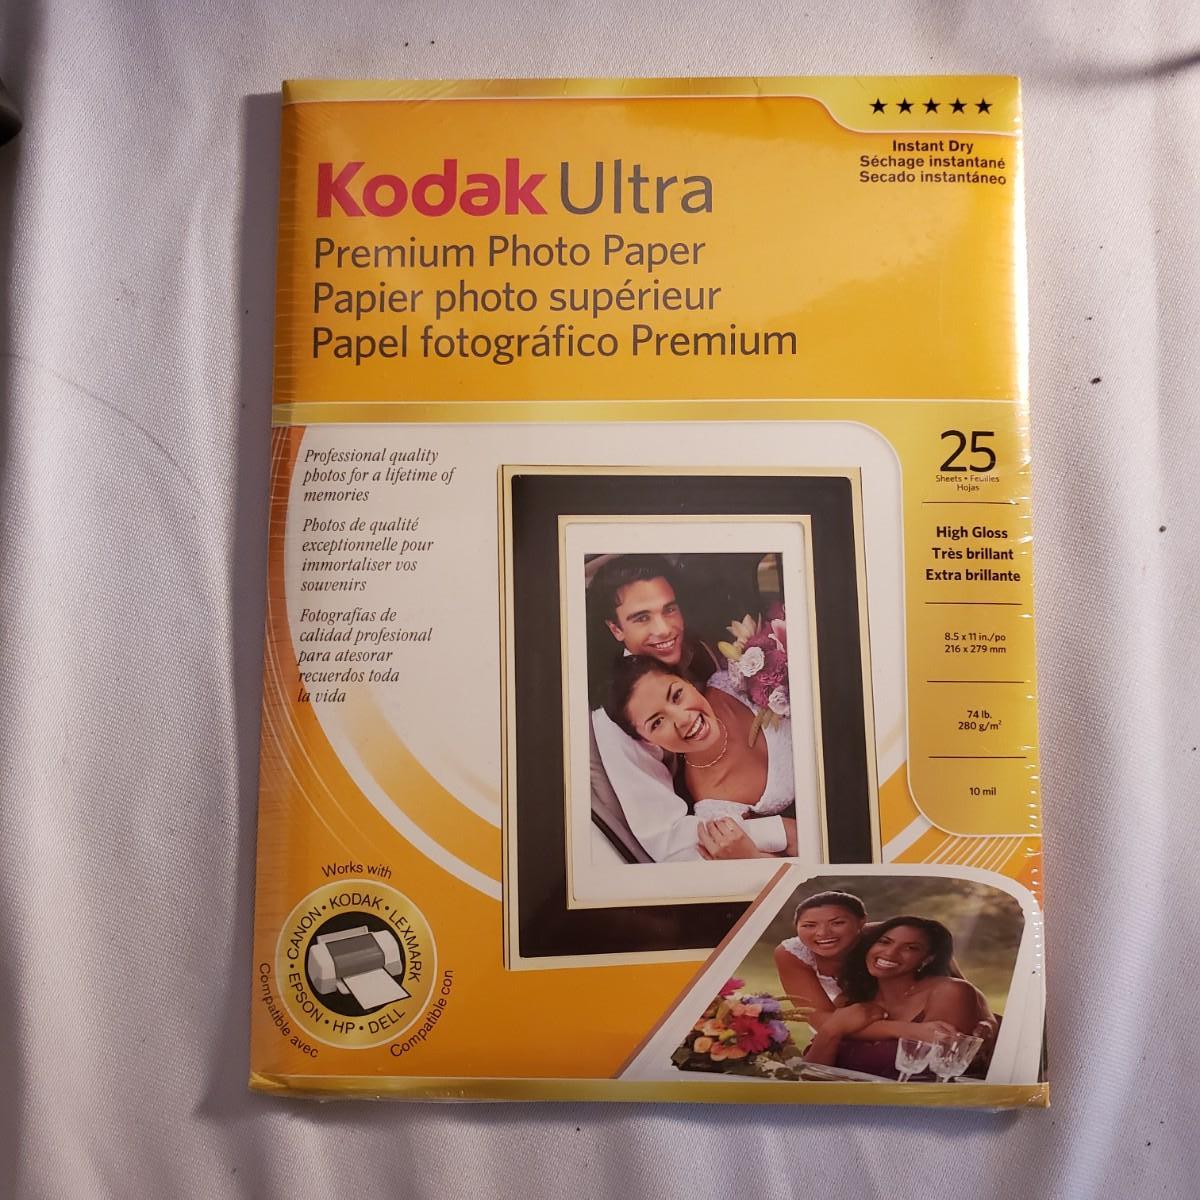 ★★★★★
Instant Dry
Séchage instantané
Secado instantáneo
Kodak Ultra
Premium Photo Paper
Papier photo supérieur
Papel fotográfico Premium
Professional quality
photos for a lifetime of
memories
Photos de qualité
exceptionnelle pour
immortaliser vos
souvenirs
Fotografías de
calidad profesional
para atesorar
recuerdos toda
la vida
25
Sheets • Feuilles
Hojas
High Gloss
Très brillant
Extra brillante
8.5 x 11 in./po
216 x 279 mm
74 lb.
280 g/m²
10 mil
Works with
CANON • KODAK • LEXMARK
• EPSON • HP • DELL
Compatible avec
Compatible con